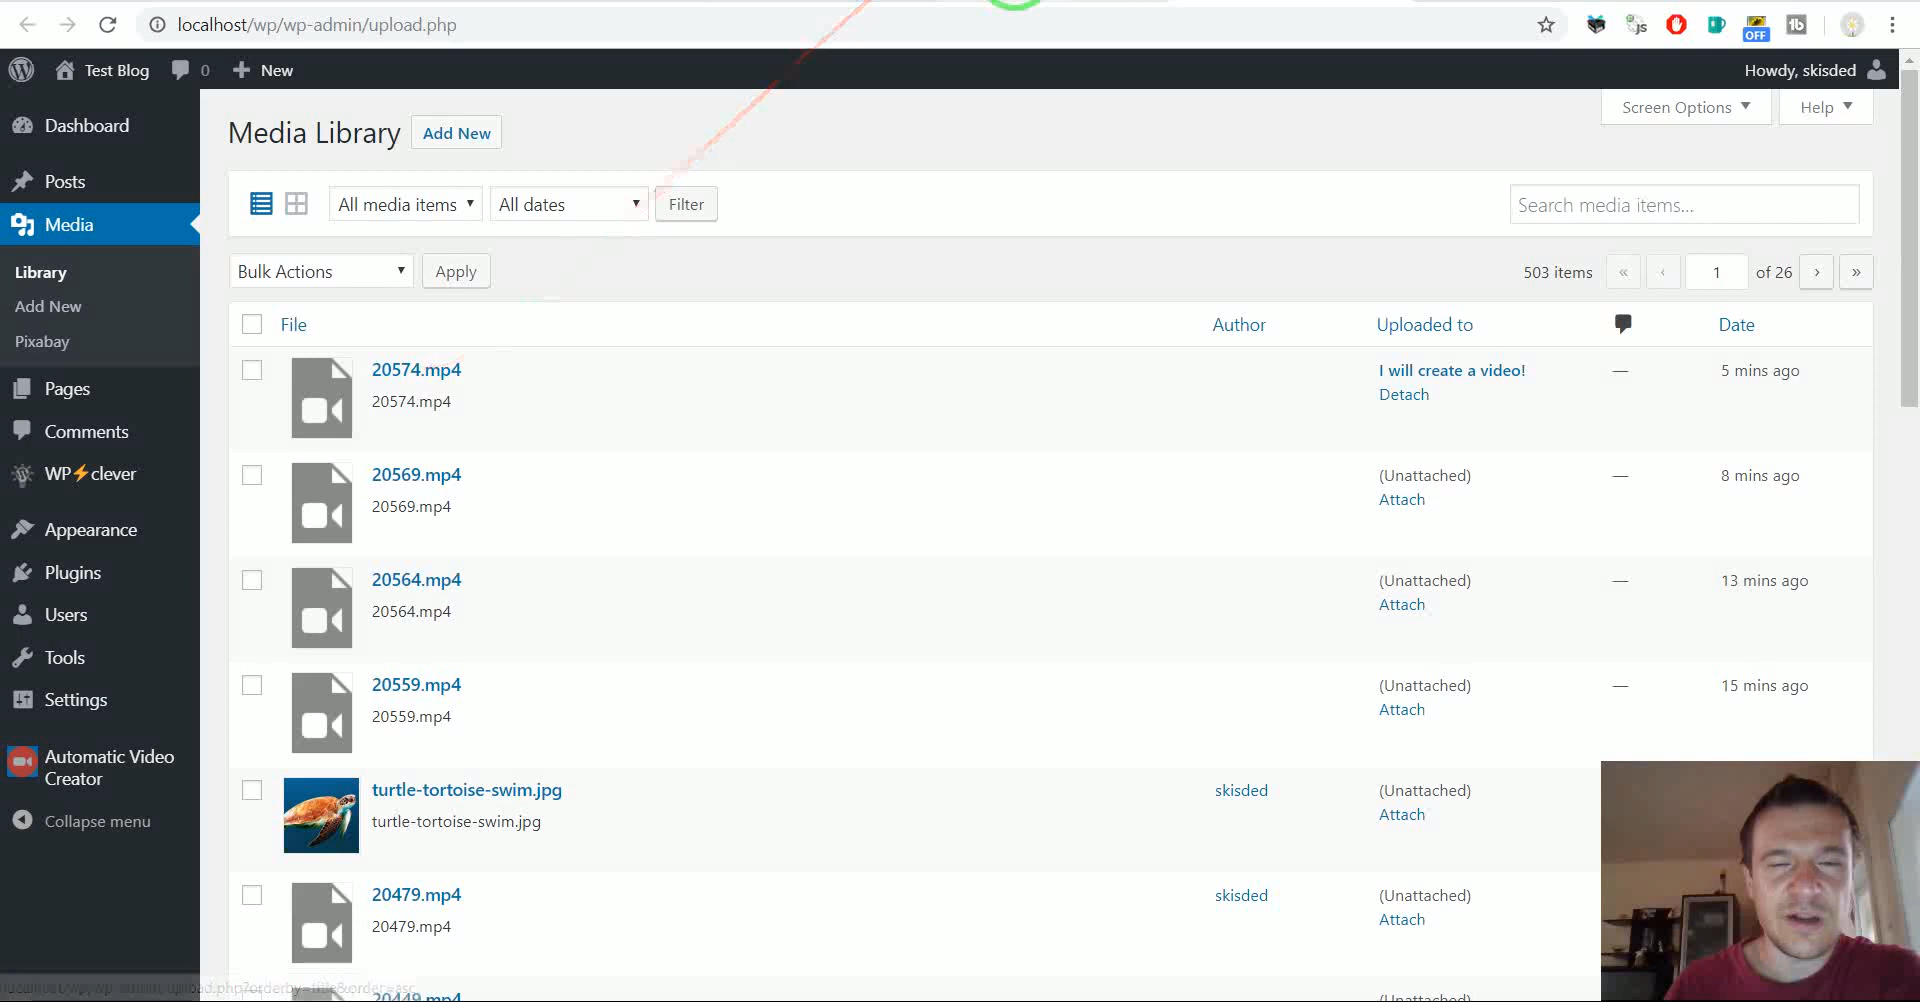 localhost/wp/wp-admin/upload.php
JS
OFF
Test Blog 0 New
Howdy, skisded
Dashboard
Posts
Media
Library
Add New
Pixabay
Pages
Comments
WP⚡clever
Appearance
Plugins
Users
Tools
Settings
Automatic Video
Creator
Collapse menu
Screen Options ▼ Help ▼
Media Library Add New
All media items All dates Filter
Search media items...
Bulk Actions Apply
503 items « ‹ 1 of 26 › »
File Author Uploaded to Date
20574.mp4 I will create a video! — 5 mins ago
20574.mp4 Detach
20569.mp4 (Unattached) — 8 mins ago
20569.mp4 Attach
20564.mp4 (Unattached) — 13 mins ago
20564.mp4 Attach
20559.mp4 (Unattached) — 15 mins ago
20559.mp4 Attach
turtle-tortoise-swim.jpg skisded (Unattached)
turtle-tortoise-swim.jpg Attach
20479.mp4 skisded (Unattached)
20479.mp4 Attach
20449.mp4 (Unattached)